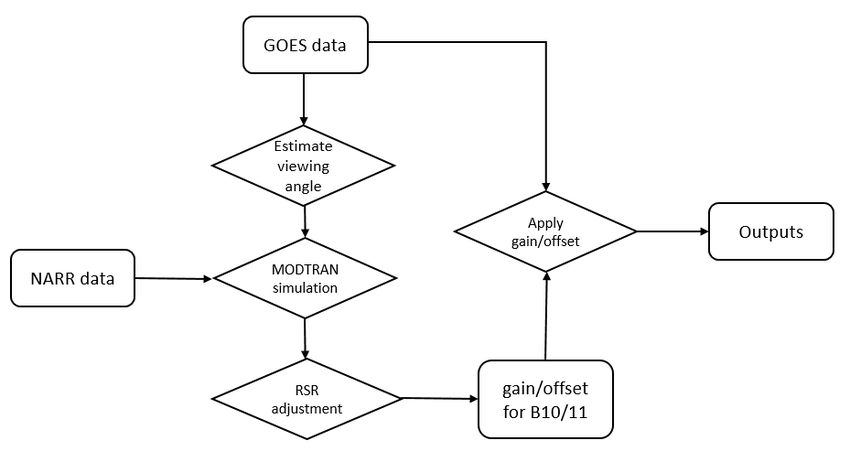 GOES data
Estimate
viewing
angle
NARR data
MODTRAN
simulation
RSR
adjustment
gain/offset
for B10/11
Apply
gain/offset
Outputs